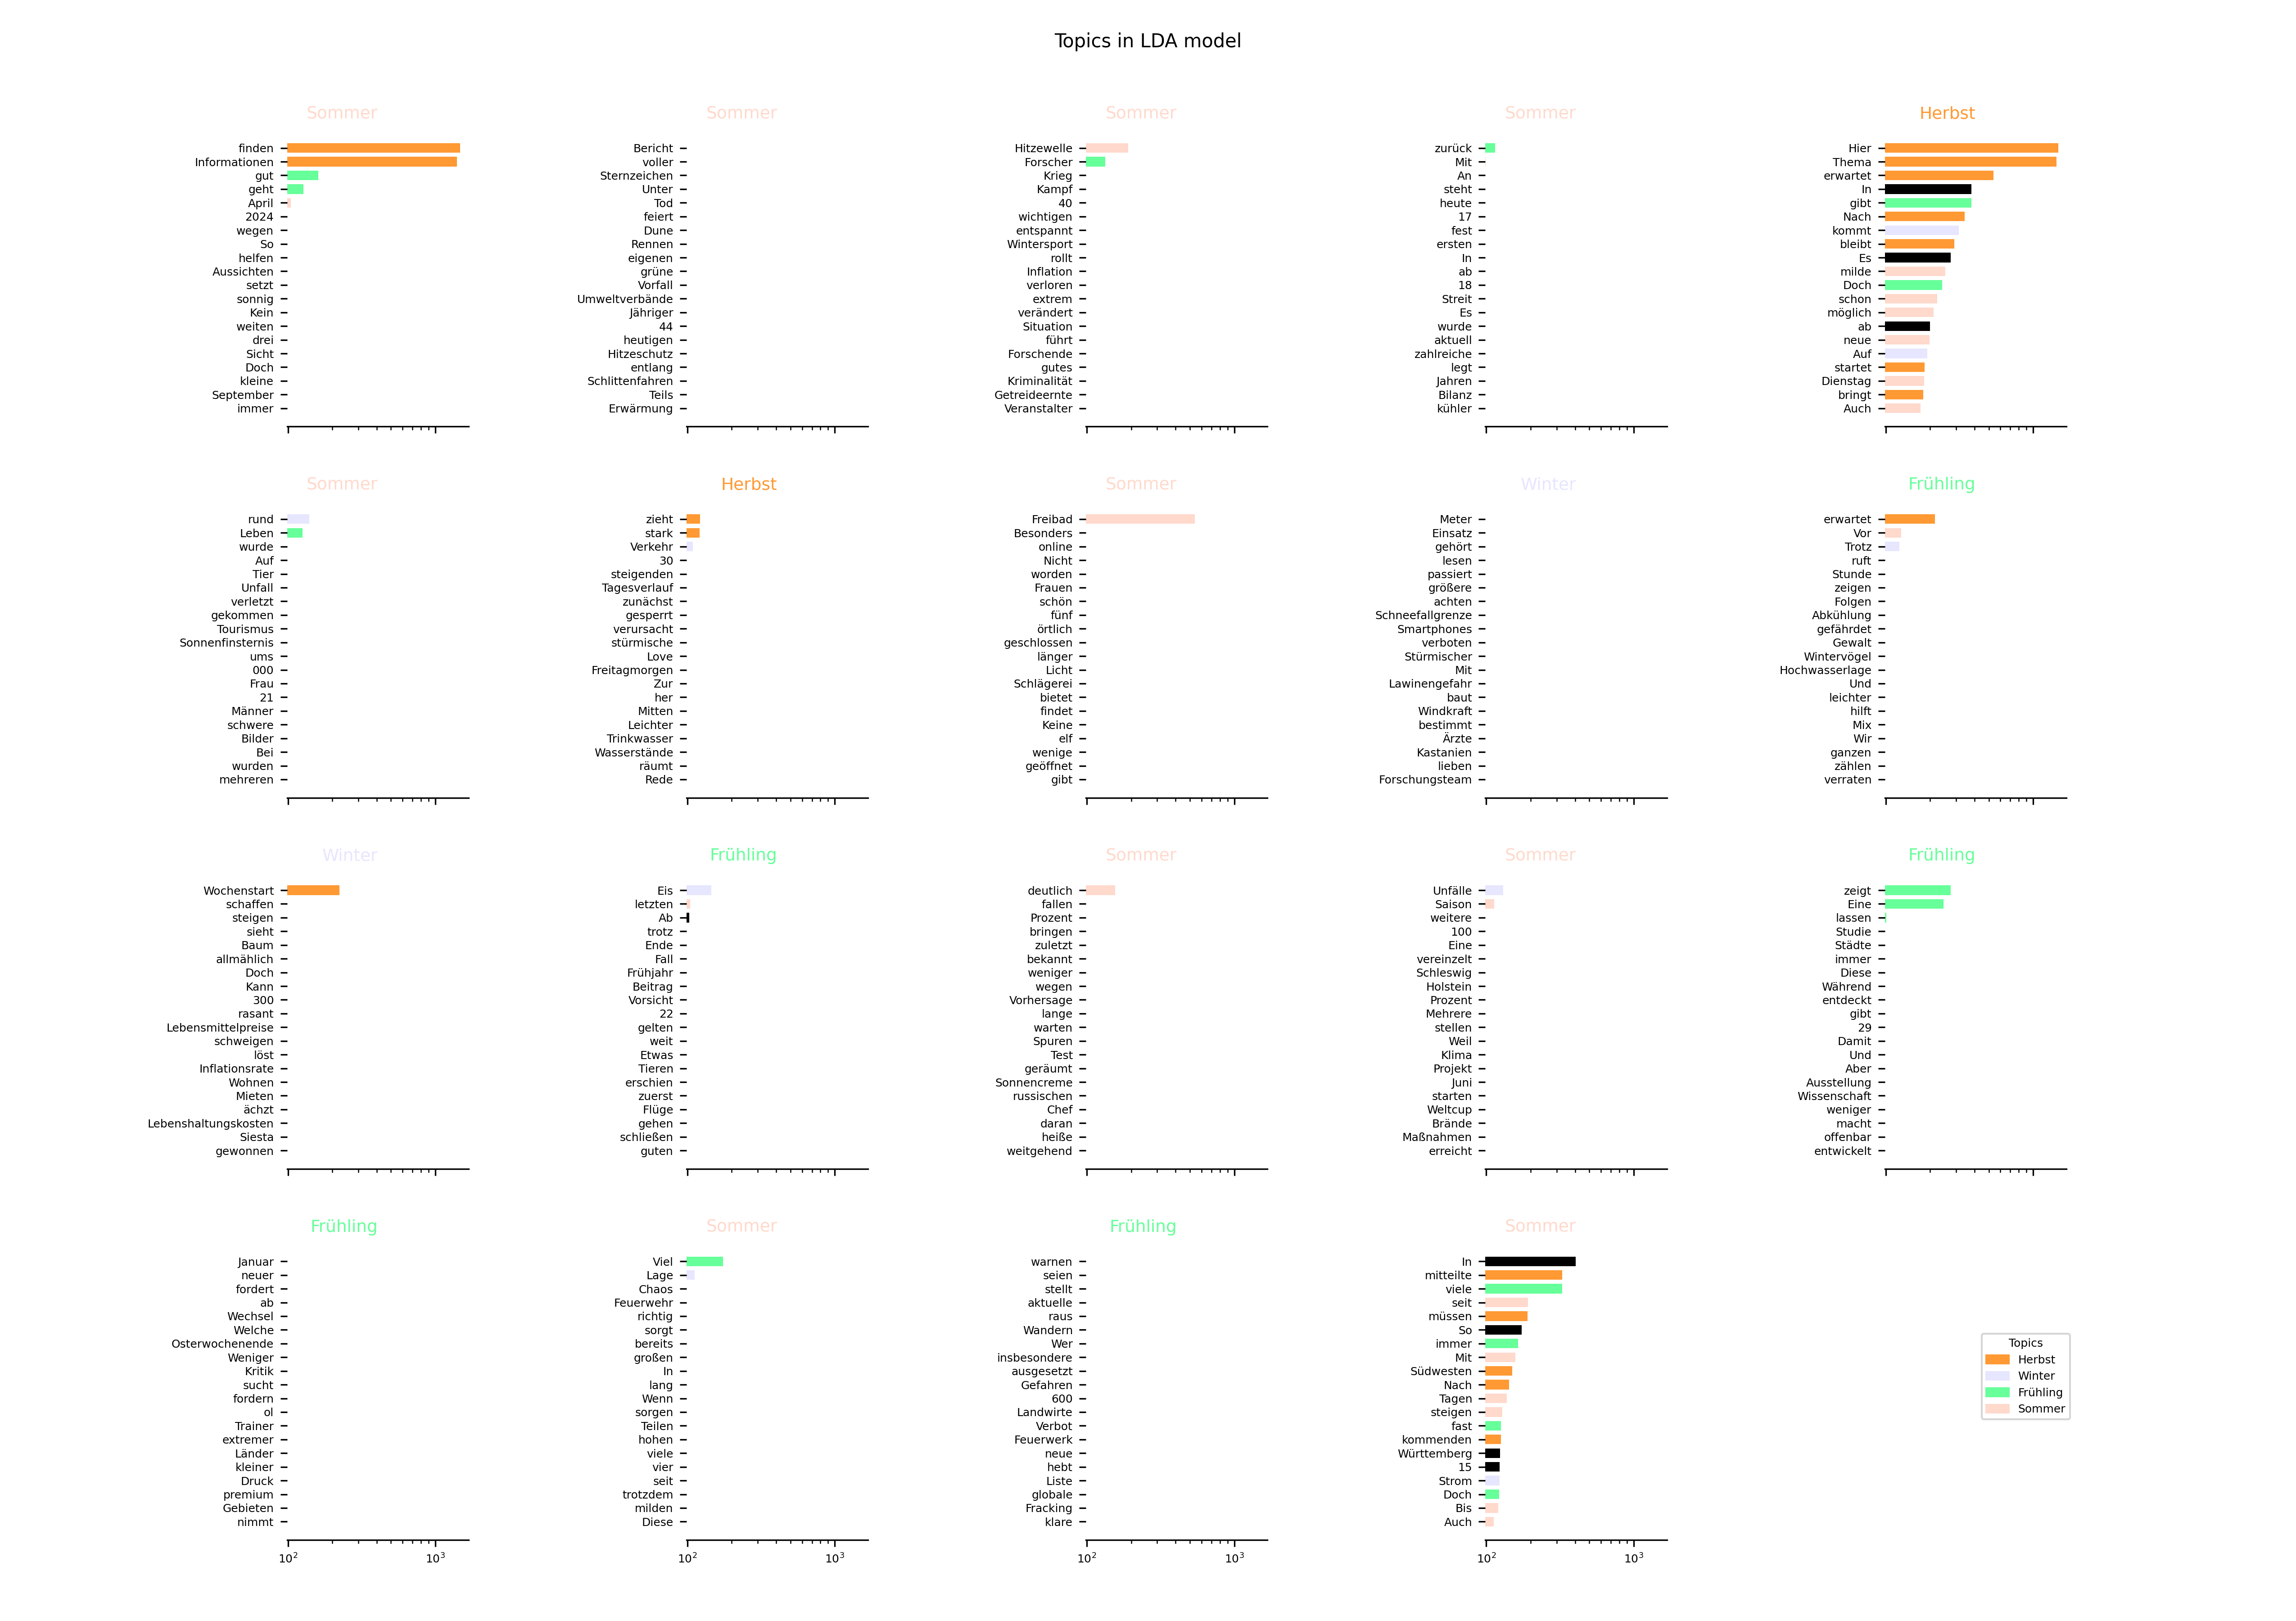 Topics in LDA model
Sommer
finden
Informationen
gut
geht
April
2024
wegen
So
helfen
Aussichten
setzt
sonnig
Kein
weiten
drei
Sicht
Doch
kleine
September
immer
Sommer
Bericht
voller
Sternzeichen
Unter
Tod
feiert
Dune
Rennen
eigenen
grüne
Vorfall
Umweltverbände
Jähriger
44
heutigen
Hitzeschutz
entlang
Schlittenfahren
Teils
Erwärmung
Sommer
Hitzewelle
Forscher
Krieg
Kampf
40
wichtigen
entspannt
Wintersport
rollt
Inflation
verloren
extrem
verändert
Situation
führt
Forschende
gutes
Kriminalität
Getreideernte
Veranstalter
Sommer
zurück
Mit
An
steht
heute
17
fest
ersten
In
ab
18
Streit
Es
wurde
aktuell
zahlreiche
legt
Jahren
Bilanz
kühler
Herbst
Hier
Thema
erwartet
In
gibt
Nach
kommt
bleibt
Es
milde
Doch
schon
möglich
ab
neue
Auf
startet
Dienstag
bringt
Auch
Sommer
rund
Leben
wurde
Auf
Tier
Unfall
verletzt
gekommen
Tourismus
Sonnenfinsternis
ums
000
Frau
21
Männer
schwere
Bilder
Bei
wurden
mehreren
Herbst
zieht
stark
Verkehr
30
steigenden
Tagesverlauf
zunächst
gesperrt
verursacht
stürmische
Love
Freitagmorgen
Zur
her
Mitten
Leichter
Trinkwasser
Wasserstände
räumt
Rede
Sommer
Freibad
Besonders
online
Nicht
worden
Frauen
schön
fünf
örtlich
geschlossen
länger
Licht
Schlägerei
bietet
findet
Keine
elf
wenige
geöffnet
gibt
Winter
Meter
Einsatz
gehört
lesen
passiert
größere
achten
Schneefallgrenze
Smartphones
verboten
Stürmischer
Mit
Lawinengefahr
baut
Windkraft
bestimmt
Ärzte
Kastanien
lieben
Forschungsteam
Frühling
erwartet
Vor
Trotz
ruft
Stunde
zeigen
Folgen
Abkühlung
gefährdet
Gewalt
Wintervögel
Hochwasserlage
Und
leichter
hilft
Mix
Wir
ganzen
zählen
verraten
Winter
Wochenstart
schaffen
steigen
sieht
Baum
allmählich
Doch
Kann
300
rasant
Lebensmittelpreise
schweigen
löst
Inflationsrate
Wohnen
Mieten
ächzt
Lebenshaltungskosten
Siesta
gewonnen
Frühling
Eis
letzten
Ab
trotz
Ende
Fall
Frühjahr
Beitrag
Vorsicht
22
gelten
weit
Etwas
Tieren
erschien
zuerst
Flüge
gehen
schließen
guten
Sommer
deutlich
fallen
Prozent
bringen
zuletzt
bekannt
weniger
wegen
Vorhersage
lange
warten
Spuren
Test
geräumt
Sonnencreme
russischen
Chef
daran
heiße
weitgehend
Sommer
Unfälle
Saison
weitere
100
Eine
vereinzelt
Schleswig
Holstein
Prozent
Mehrere
stellen
Weil
Klima
Projekt
Juni
starten
Weltcup
Brände
Maßnahmen
erreicht
Frühling
zeigt
Eine
lassen
Studie
Städte
immer
Diese
Während
entdeckt
gibt
29
Damit
Und
Aber
Ausstellung
Wissenschaft
weniger
macht
offenbar
entwickelt
Frühling
Januar
neuer
fordert
ab
Wechsel
Welche
Osterwochenende
Weniger
Kritik
sucht
fordern
ol
Trainer
extremer
Länder
kleiner
Druck
premium
Gebieten
nimmt
10² 10³
Sommer
Viel
Lage
Chaos
Feuerwehr
richtig
sorgt
bereits
großen
In
lang
Wenn
sorgen
Teilen
hohen
viele
vier
seit
trotzdem
milden
Diese
10² 10³
Frühling
warnen
seien
stellt
aktuelle
raus
Wandern
Wer
insbesondere
ausgesetzt
Gefahren
600
Landwirte
Verbot
Feuerwerk
neue
hebt
Liste
globale
Fracking
klare
10² 10³
Sommer
In
mitteilte
viele
seit
müssen
So
immer
Mit
Südwesten
Nach
Tagen
steigen
fast
kommenden
Württemberg
15
Strom
Doch
Bis
Auch
10² 10³
Topics
Herbst
Winter
Frühling
Sommer